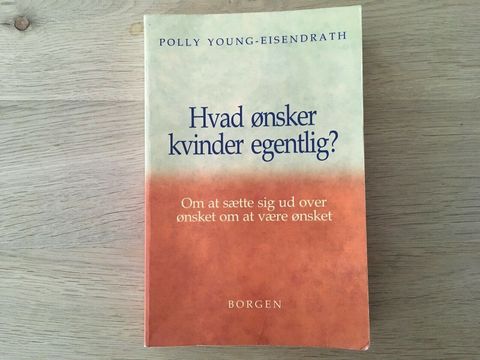 POLLY YOUNG-EISENDRATH
Hvad ønsker
kvinder egentlig?
Om at sætte sig ud over
ønsket om at være ønsket
BORGEN